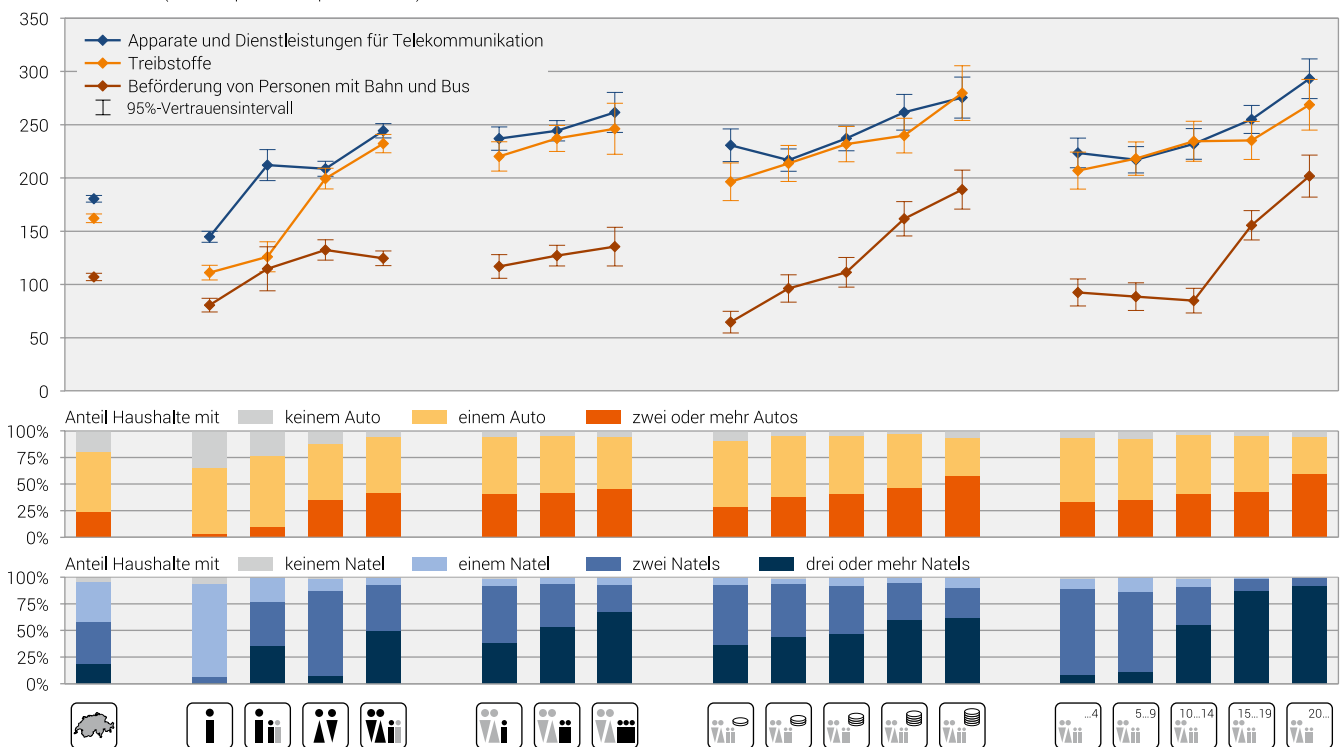 350
Apparate und Dienstleistungen für Telekommunikation
Treibstoffe
300
Beförderung von Personen mit Bahn und Bus
95%-Vertrauensintervall
250
200
150
100
50
0
Anteil Haushalte mit keinem Auto einem Auto zwei oder mehr Autos
100%
75%
50%
25%
0%
Anteil Haushalte mit keinem Natel einem Natel zwei Natels drei oder mehr Natels
100%
75%
50%
25%
0%
...4 5...9 10...14 15...19 20...